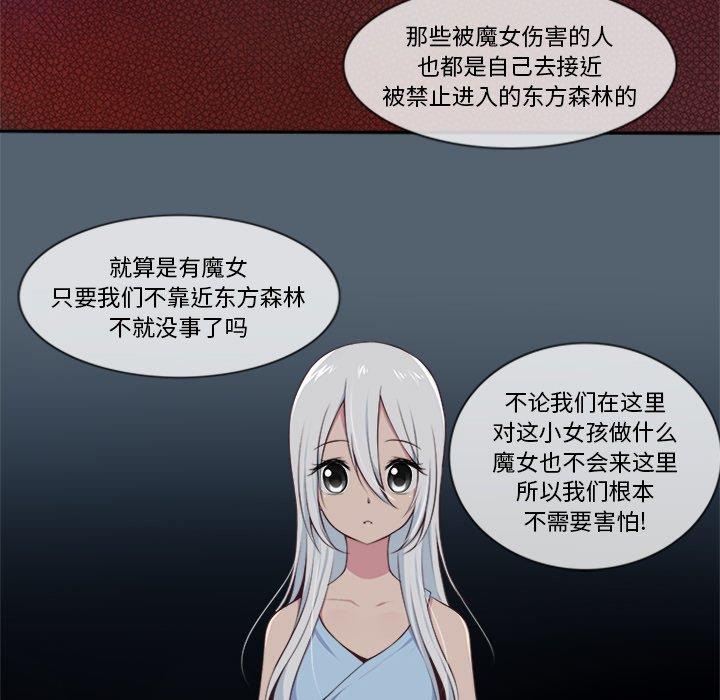 那些被魔女伤害的人
也都是自己去接近
被禁止进入的东方森林的
就算是有魔女
只要我们不靠近东方森林
不就没事了吗
不论我们在这里
对这小女孩做什么
魔女也不会来这里
所以我们根本
不需要害怕!